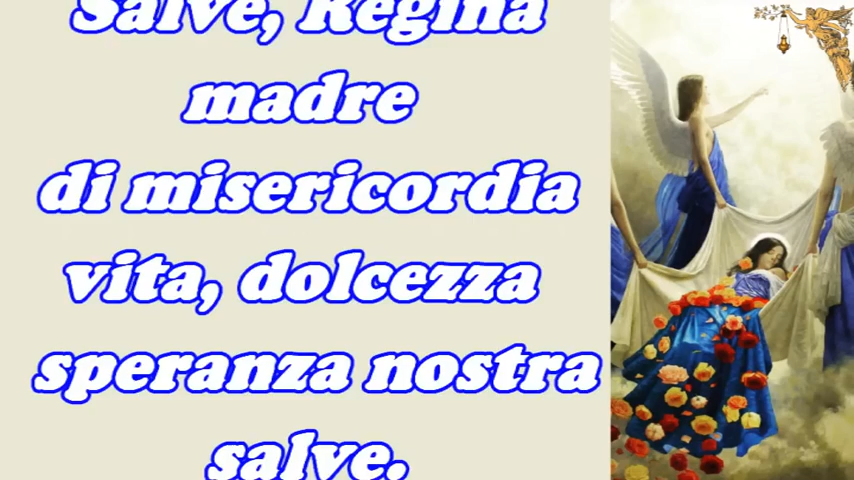 Salve, Regina
madre
di misericordia
vita, dolcezza
speranza nostra
salve.